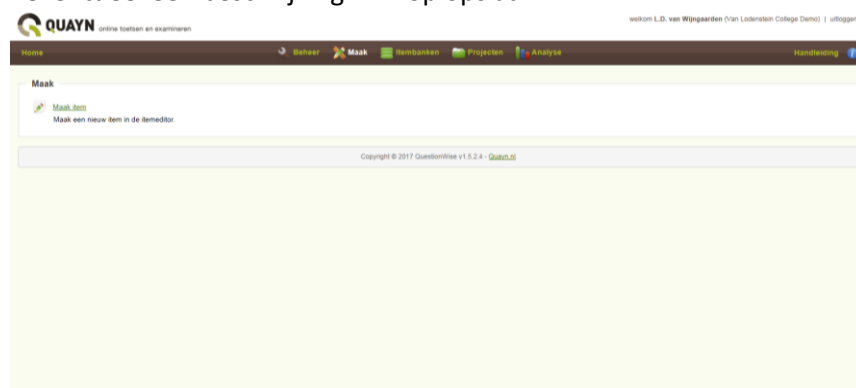 QUAYN online toetsen en examineren
welkom L.D. van Wijngaarden (Van Lodenstein College Demo) | uitloggen
Home Beheer Maak Itembanken Projecten Analyse Handleiding
Maak
Maak item
Maak een nieuw item in de itemeditor.
Copyright © 2017 QuestionWise v1.5.2.4 - Quayn.nl